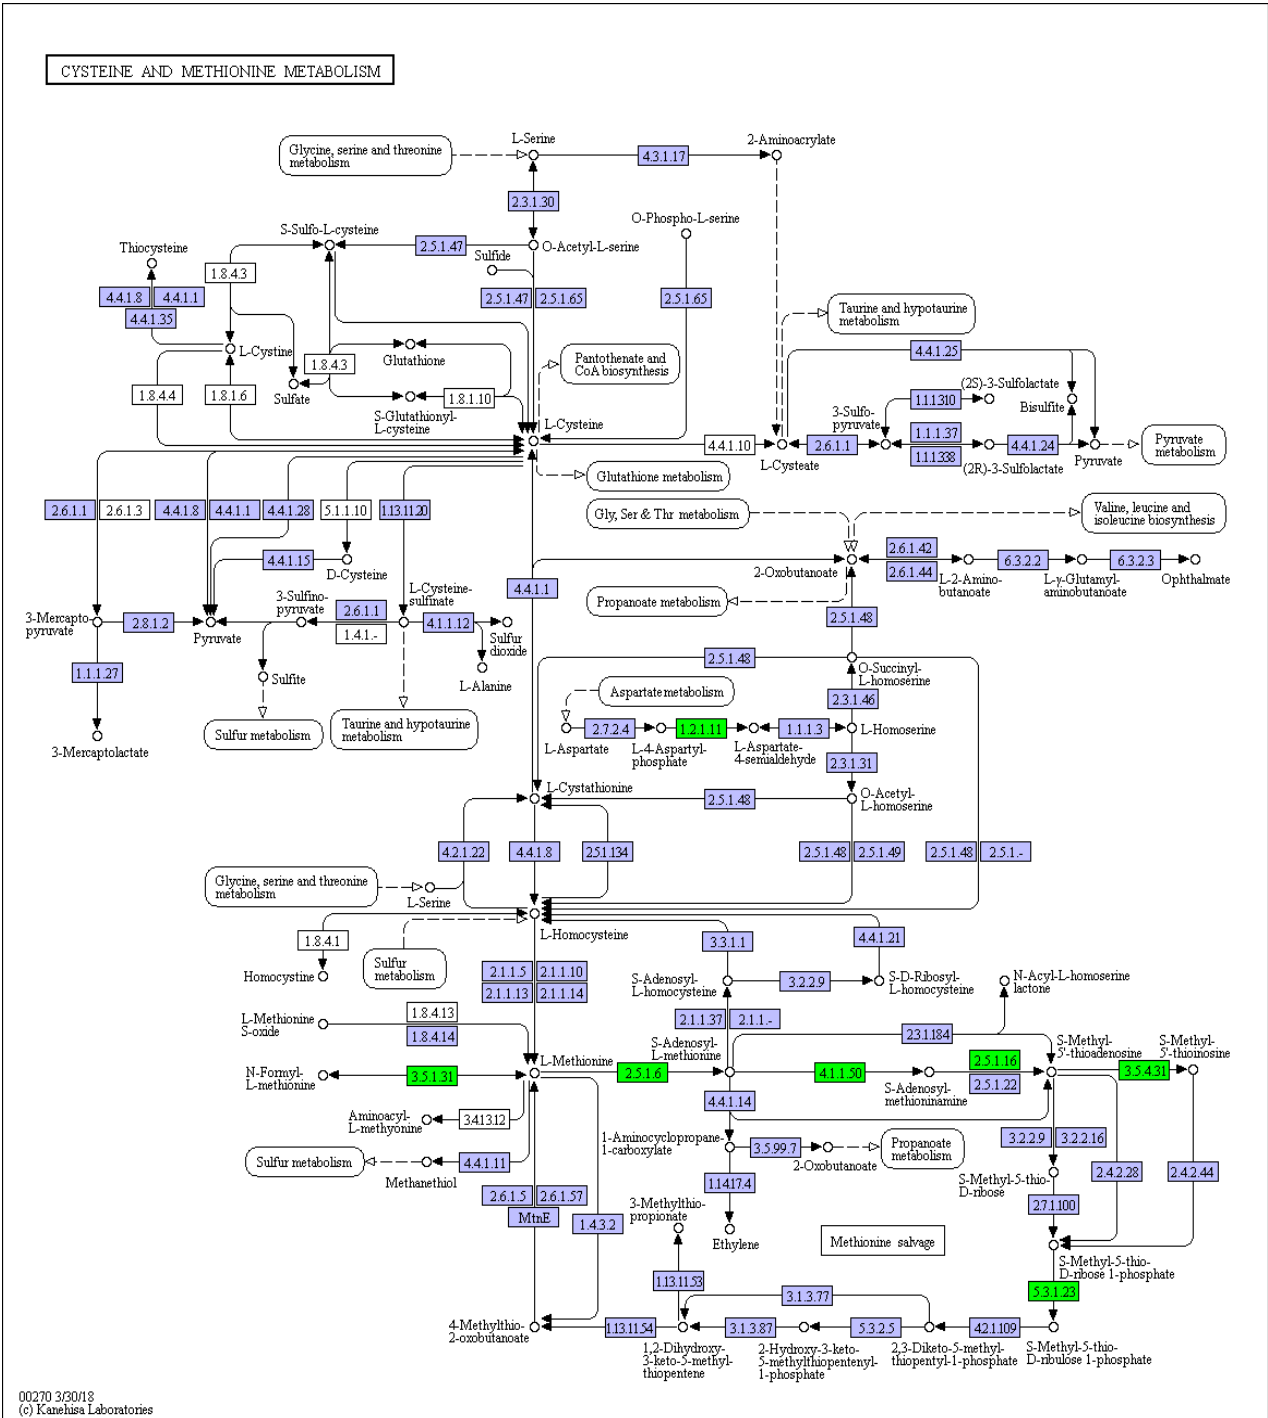 CYSTEINE AND METHIONINE METABOLISM
L-Serine
2-Aminoacrylate
Glycine, serine and threonine
metabolism
4.3.1.17
2.3.1.30
O-Phospho-L-serine
S-Sulfo-L-cysteine
Thiocysteine
2.5.1.47
O-Acetyl-L-serine
Sulfide
1.8.4.3
4.4.1.8
4.4.1.1
4.4.1.35
2.5.1.47
2.5.1.65
2.5.1.65
Taurine and hypotaurine
metabolism
L-Cystine
Glutathione
1.8.4.3
Pantothenate and
CoA biosynthesis
4.4.1.25
1.8.4.4
1.8.1.6
Sulfate
1.8.1.10
S-Glutathionyl-
L-cysteine
L-Cysteine
(2S)-3-Sulfolactate
1.1.1.310
Bisulfite
3-Sulfo-
pyruvate
4.4.1.10
2.6.1.1
1.1.1.37
1.1.1.338
4.4.1.24
L-Cysteate
(2R)-3-Sulfolactate
Pyruvate
Pyruvate
metabolism
Glutathione metabolism
2.6.1.1
2.6.1.3
4.4.1.8
4.4.1.1
4.4.1.28
5.1.1.10
1.13.11.20
Gly, Ser & Thr metabolism
Valine, leucine and
isoleucine biosynthesis
4.4.1.15
D-Cysteine
2-Oxobutanoate
2.6.1.42
2.6.1.44
L-2-Amino-
butanoate
6.3.2.2
L-γ-Glutamyl-
aminobutanoate
6.3.2.3
Ophthalmate
4.4.1.1
Propanoate metabolism
3-Mercapto-
pyruvate
2.8.1.2
Pyruvate
3-Sulfino-
pyruvate
2.6.1.1
1.4.1.-
L-Cysteine-
sulfinate
4.1.1.12
Sulfur
dioxide
2.5.1.48
1.1.1.27
Sulfite
L-Alanine
2.5.1.48
O-Succinyl-
L-homoserine
Aspartate metabolism
2.3.1.46
3-Mercaptolactate
Sulfur metabolism
Taurine and hypotaurine
metabolism
2.7.2.4
1.2.1.11
1.1.1.3
L-Homoserine
L-Aspartate
L-4-Aspartyl-
phosphate
L-Aspartate-
4-semialdehyde
2.3.1.31
L-Cystathionine
2.5.1.48
O-Acetyl-
L-homoserine
4.2.1.22
4.4.1.8
2.5.1.134
2.5.1.48
2.5.1.49
2.5.1.48
2.5.1.-
Glycine, serine and threonine
metabolism
L-Serine
1.8.4.1
L-Homocysteine
Sulfur
metabolism
Homocystine
3.3.1.1
4.4.1.21
2.1.1.5
2.1.1.10
2.1.1.13
2.1.1.14
S-Adenosyl-
L-homocysteine
3.2.2.9
S-D-Ribosyl-
L-homocysteine
N-Acyl-L-homoserine
lactone
L-Methionine
S-oxide
1.8.4.13
1.8.4.14
2.1.1.37
2.1.1.-
2.3.1.184
N-Formyl-
L-methionine
3.5.1.31
L-Methionine
2.5.1.6
S-Adenosyl-
L-methionine
4.1.1.50
S-Adenosyl-
methioninamine
2.5.1.16
2.5.1.22
S-Methyl-
5'-thioadenosine
3.5.4.31
S-Methyl-
5'-thioinosine
4.4.1.14
Aminoacyl-
L-methyonine
3.4.13.12
Sulfur metabolism
4.4.1.11
Methanethiol
1-Aminocyclopropane-
1-carboxylate
3.5.99.7
2-Oxobutanoate
Propanoate
metabolism
3.2.2.9
3.2.2.16
2.4.2.28
2.4.2.44
S-Methyl-5-thio-
D-ribose
1.14.17.4
2.6.1.5
2.6.1.57
MtnE
1.4.3.2
3-Methylthio-
propionate
2.7.1.100
Ethylene
Methionine salvage
S-Methyl-5-thio-
D-ribose 1-phosphate
1.13.11.53
3.1.3.77
5.3.1.23
4-Methylthio-
2-oxobutanoate
1.13.11.54
3.1.3.87
5.3.2.5
4.2.1.109
1,2-Dihydroxy-
3-keto-5-methyl-
thiopentene
2-Hydroxy-3-keto-
5-methylthiopentenyl-
1-phosphate
2,3-Diketo-5-methyl-
thiopentyl-1-phosphate
S-Methyl-5-thio-
D-ribulose 1-phosphate
00270 3/30/18
(c) Kanehisa Laboratories